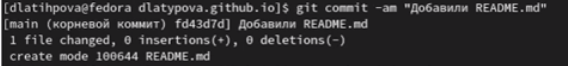 [dlatihpova@fedora dlatypova.github.io]$ git commit -am "Добавили README.md"
[main (корневой коммит) fd43d7d] Добавили README.md
 1 file changed, 0 insertions(+), 0 deletions(-)
 create mode 100644 README.md